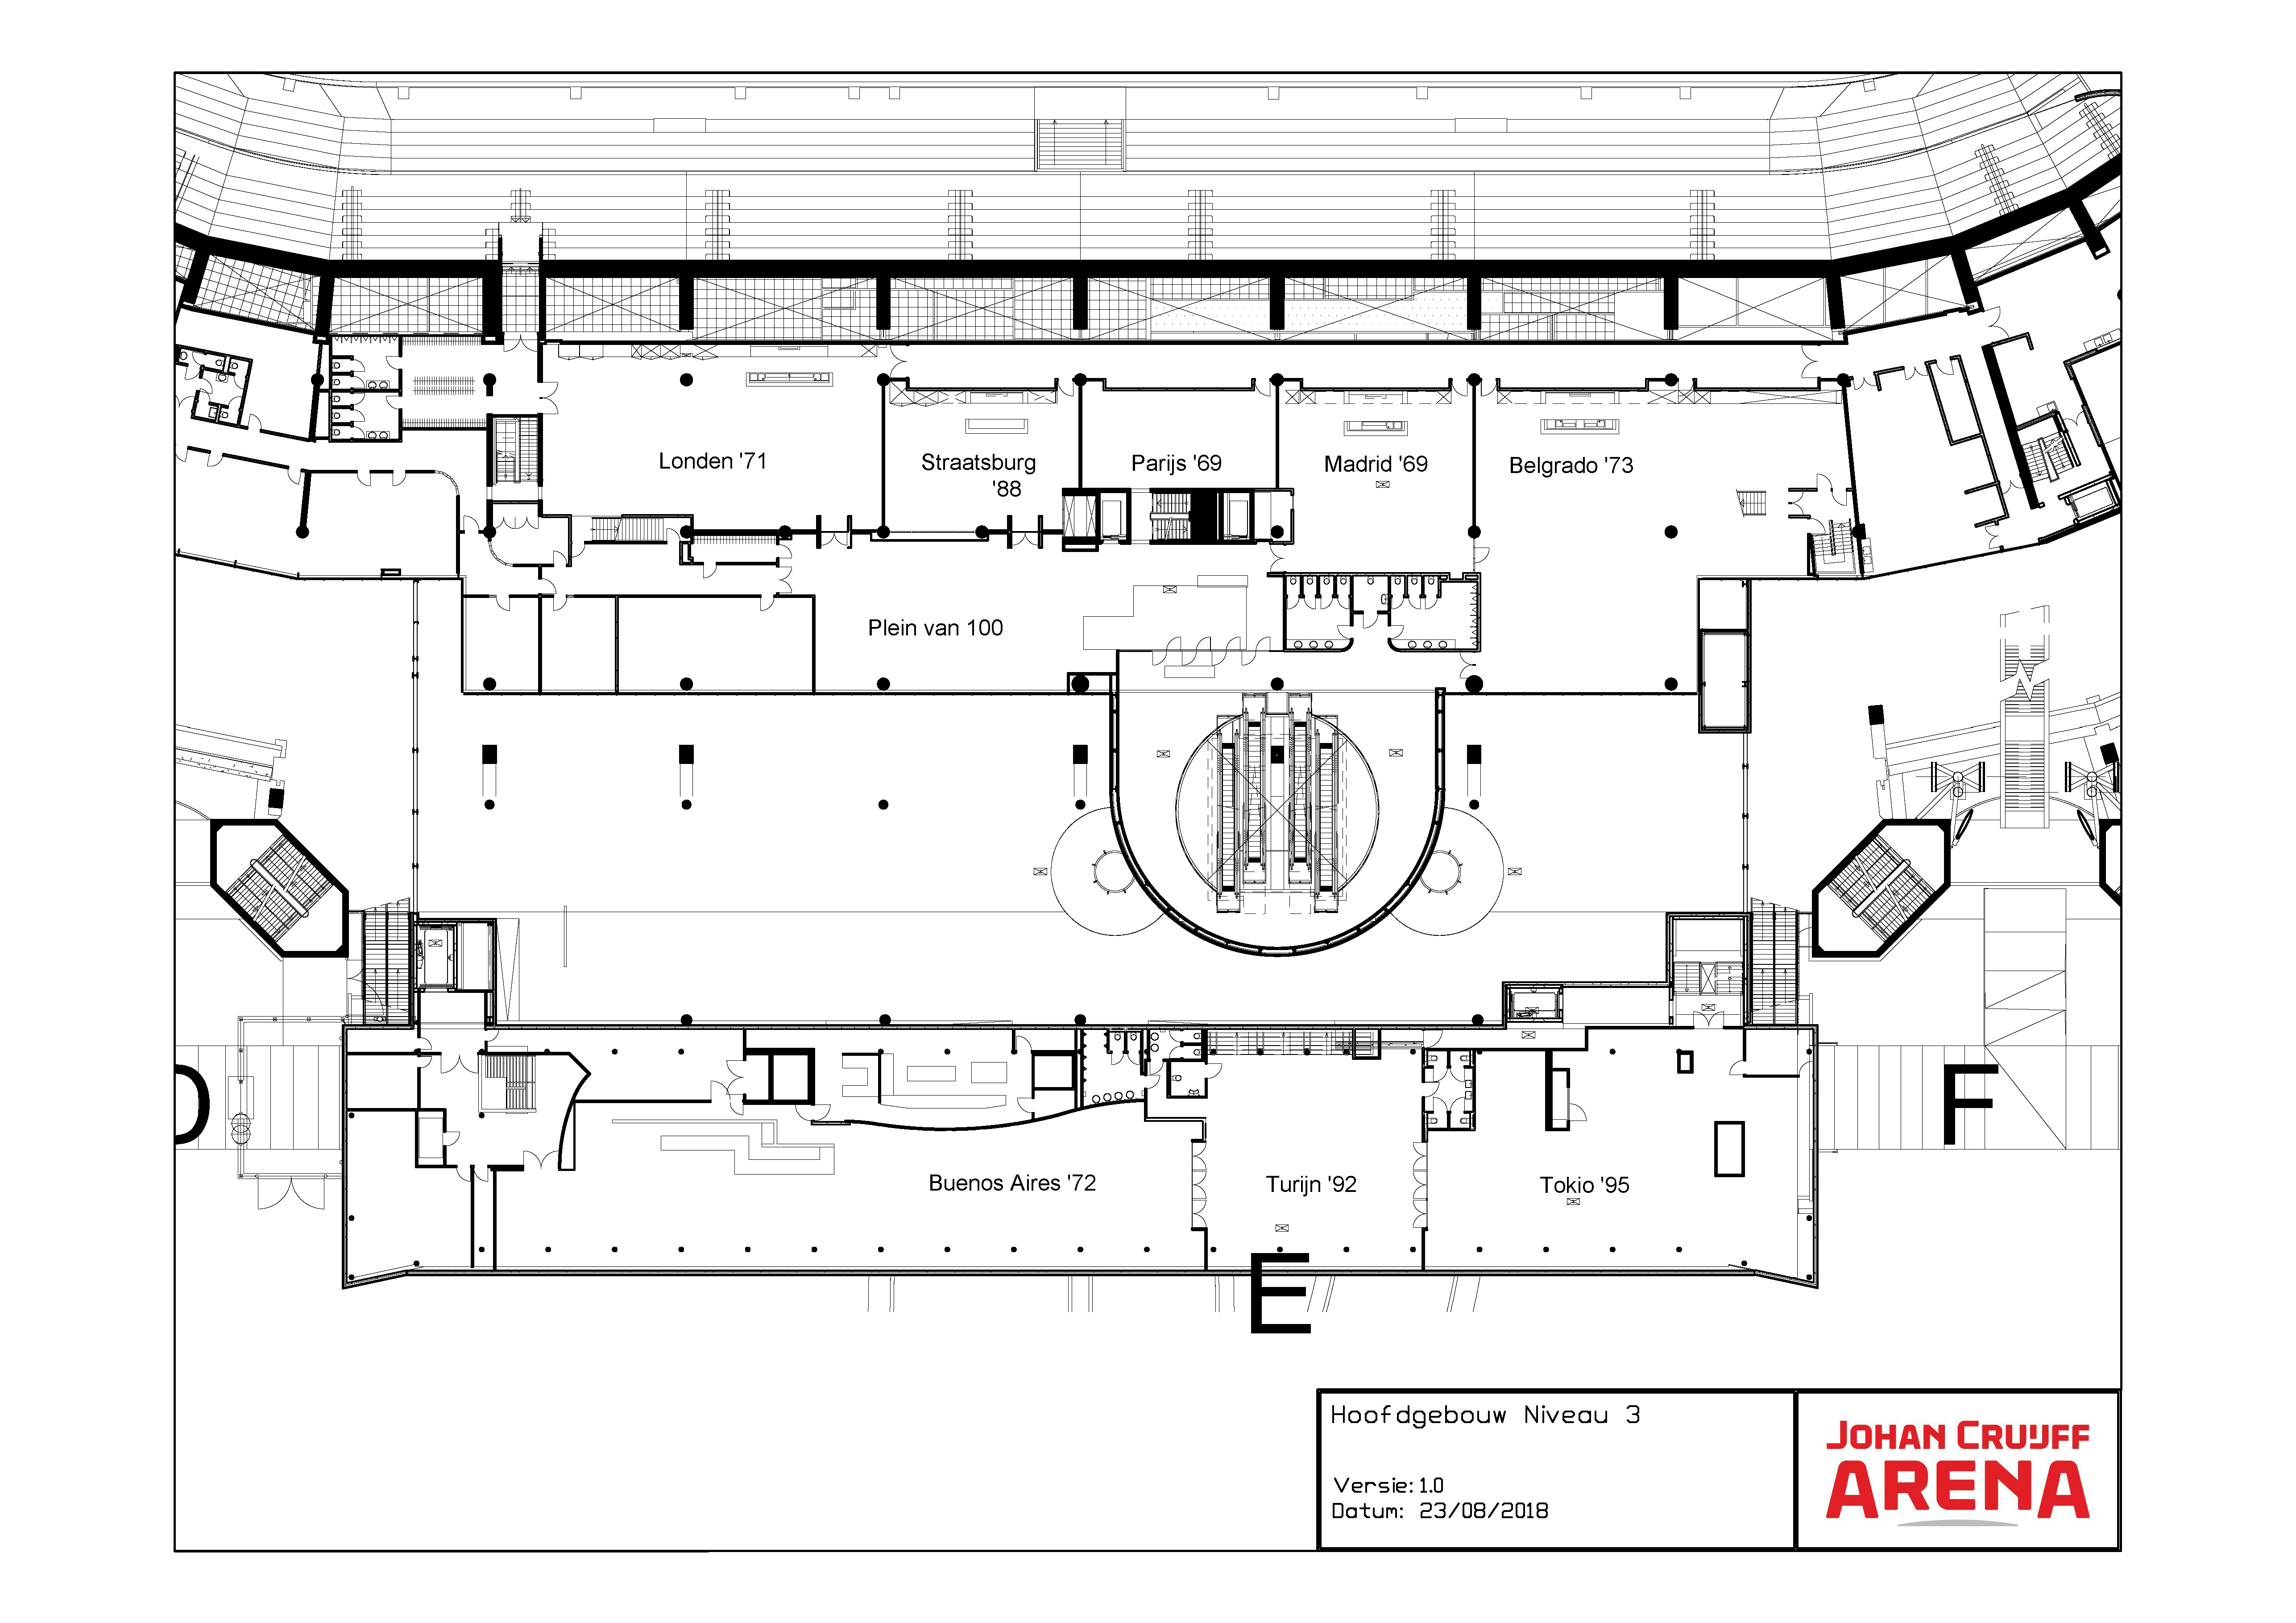 Londen '71
Straatsburg
'88
Parijs '69
Madrid '69
Belgrado '73
Plein van 100
D
F
Buenos Aires '72
Turijn '92
Tokio '95
E
Hoofdgebouw Niveau 3
Versie: 1.0
Datum: 23/08/2018
JOHAN CRUIJFF
ARENA